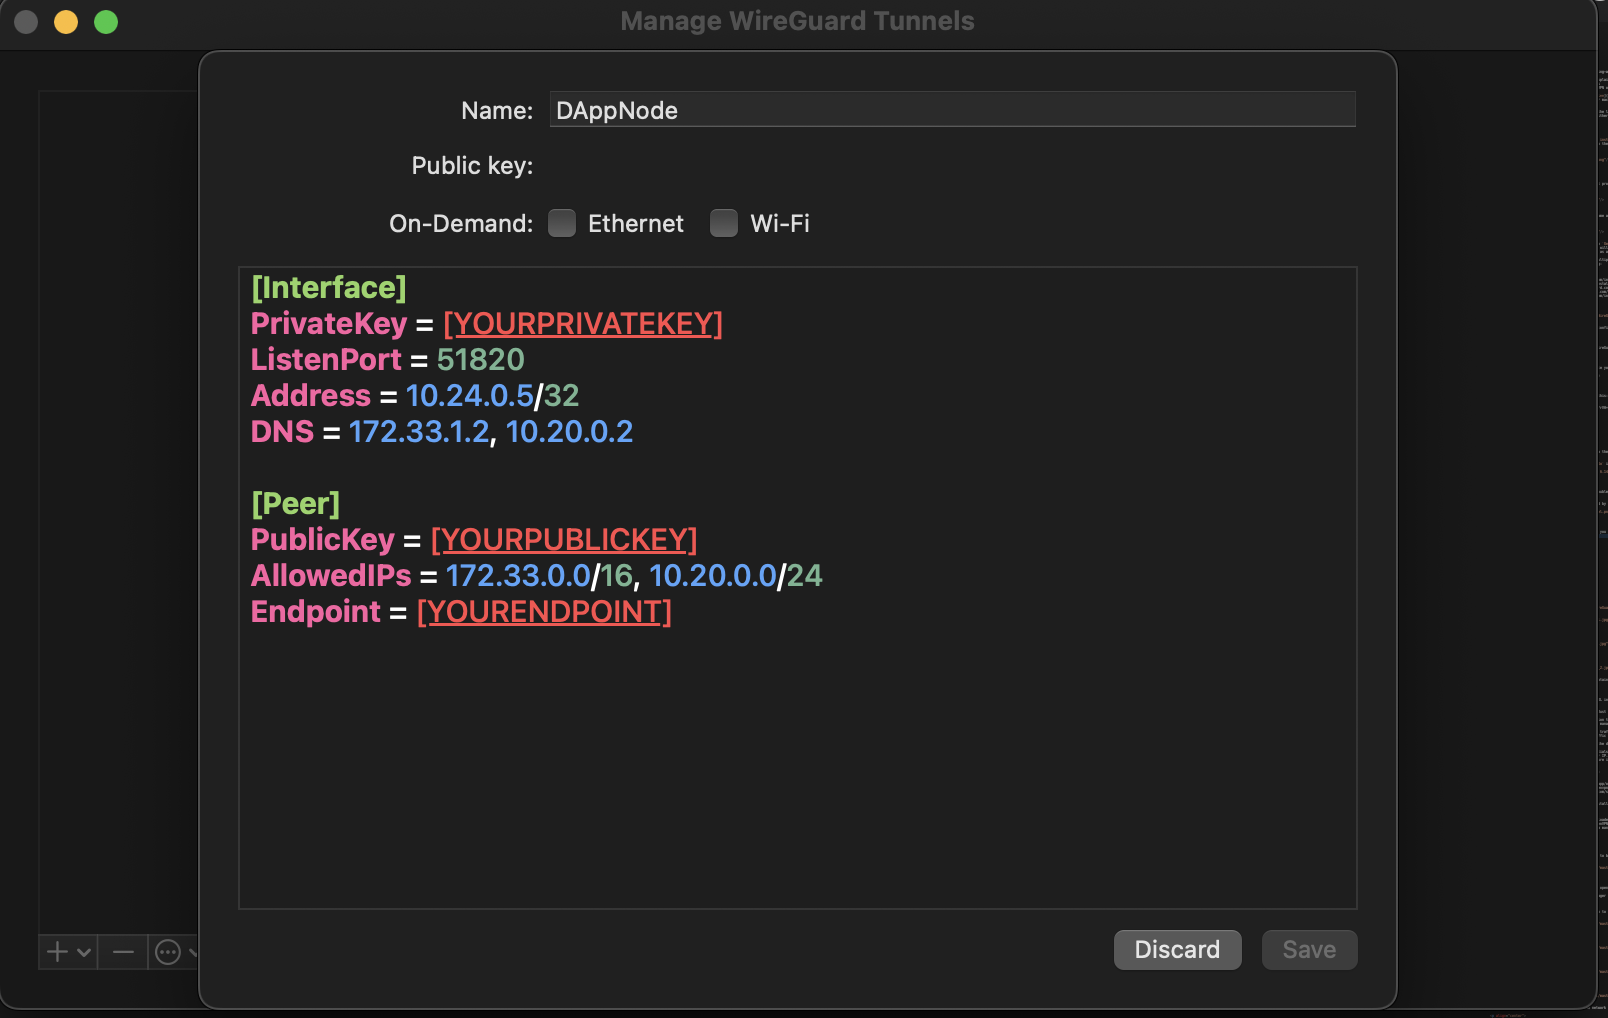 Manage WireGuard Tunnels
Name: DAppNode
Public key:
On-Demand: Ethernet Wi-Fi
[Interface]
PrivateKey = [YOURPRIVATEKEY]
ListenPort = 51820
Address = 10.24.0.5/32
DNS = 172.33.1.2, 10.20.0.2
[Peer]
PublicKey = [YOURPUBLICKEY]
AllowedIPs = 172.33.0.0/16, 10.20.0.0/24
Endpoint = [YOURENDPOINT]
Discard Save